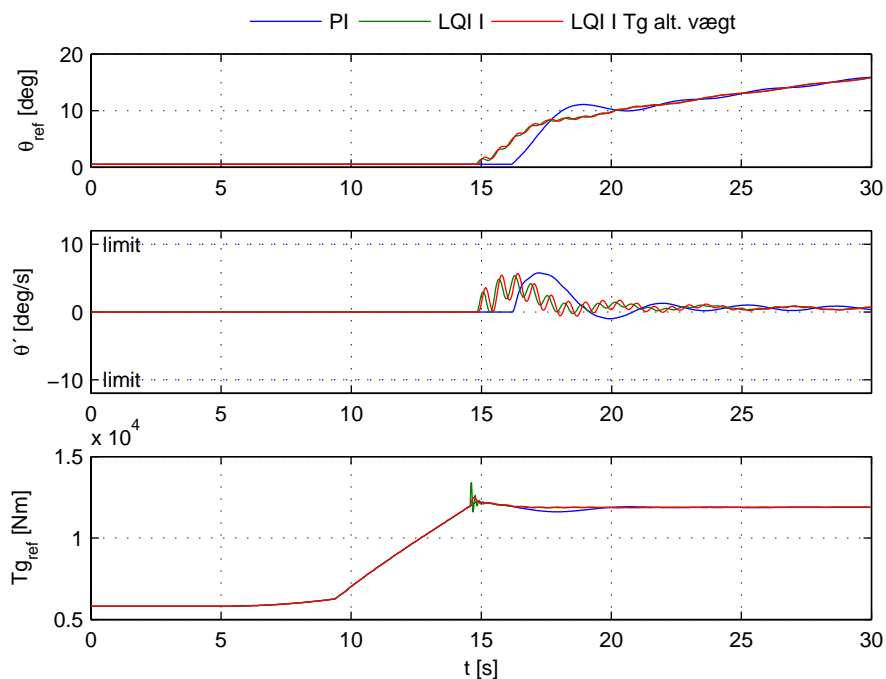 PI LQI I LQI I Tg alt. vægt
20
10
0
θref [deg]
0 5 10 15 20 25 30
10
0
−10
limit
limit
θ´ [deg/s]
0 5 10 15 20 25 30
x 10^4
1.5
1
0.5
Tgref [Nm]
0 5 10 15 20 25 30
t [s]